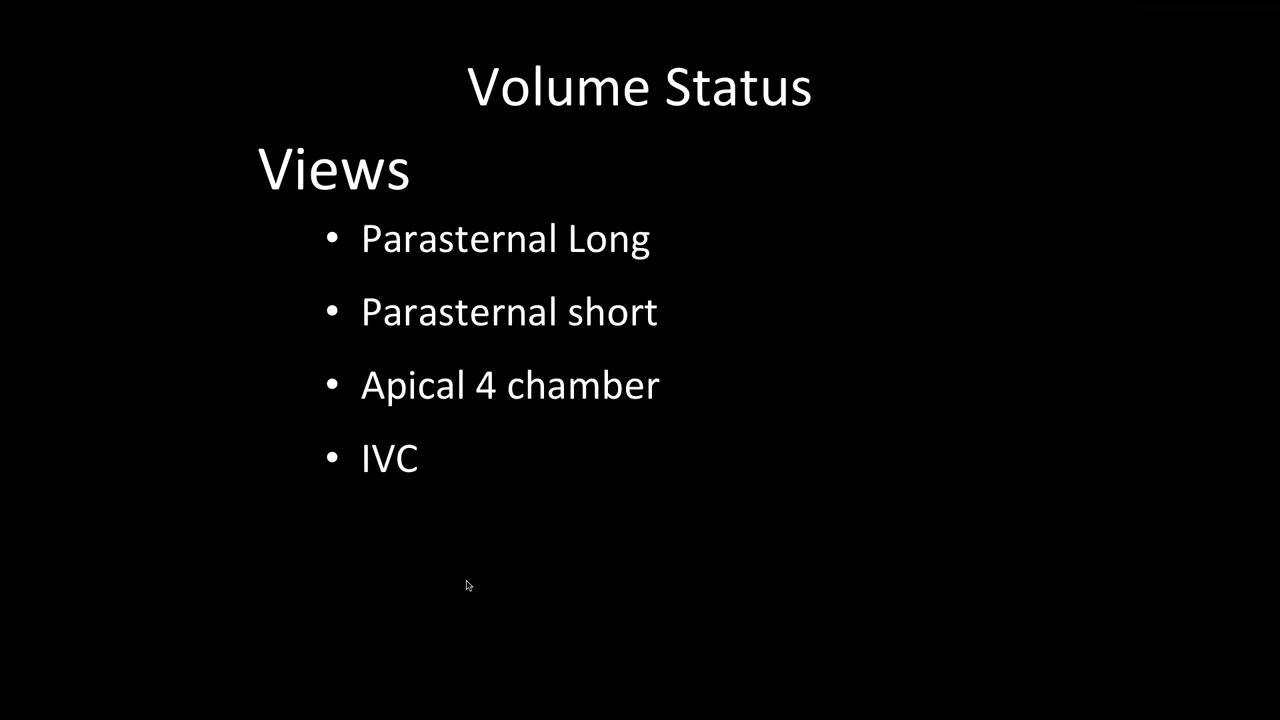 Volume Status
Views
• Parasternal Long
• Parasternal short
• Apical 4 chamber
• IVC